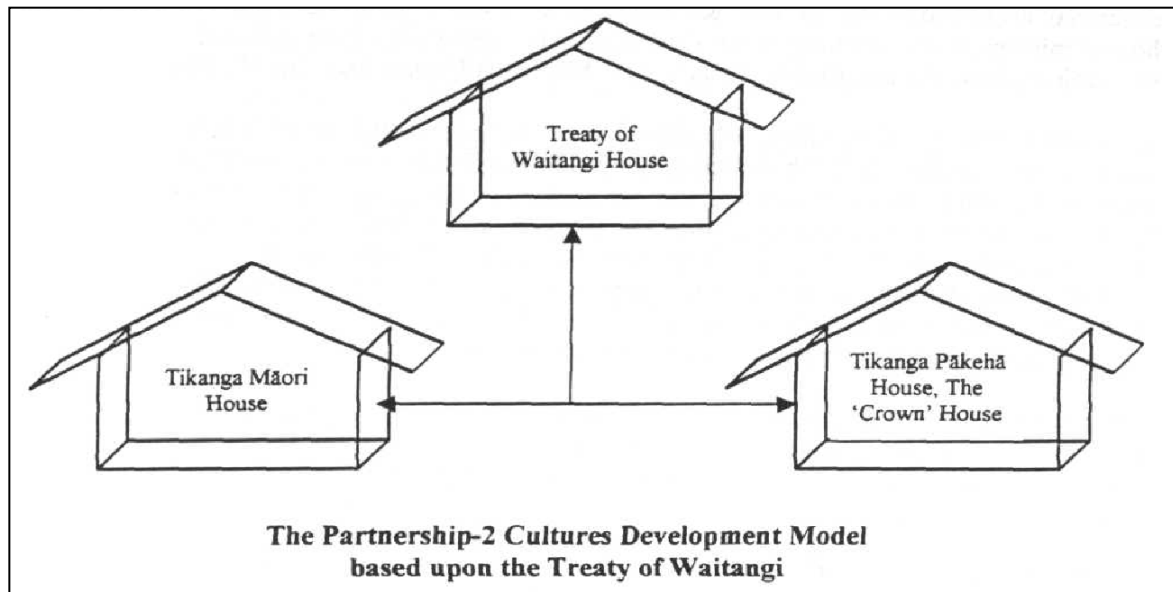 Treaty of
Waitangi House
Tikanga Māori
House
Tikanga Pākehā
House, The
‘Crown’ House
The Partnership-2 Cultures Development Model
based upon the Treaty of Waitangi